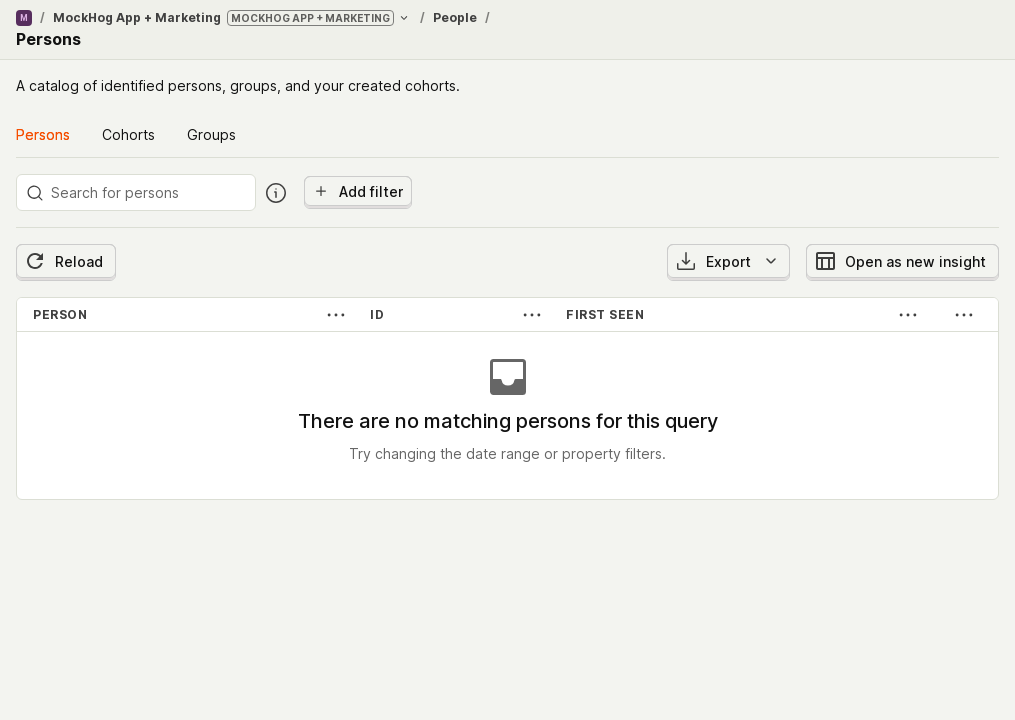 M / MockHog App + Marketing MOCKHOG APP + MARKETING / People /
Persons
A catalog of identified persons, groups, and your created cohorts.
Persons Cohorts Groups
Search for persons Add filter
Reload Export Open as new insight
PERSON ID FIRST SEEN
There are no matching persons for this query
Try changing the date range or property filters.